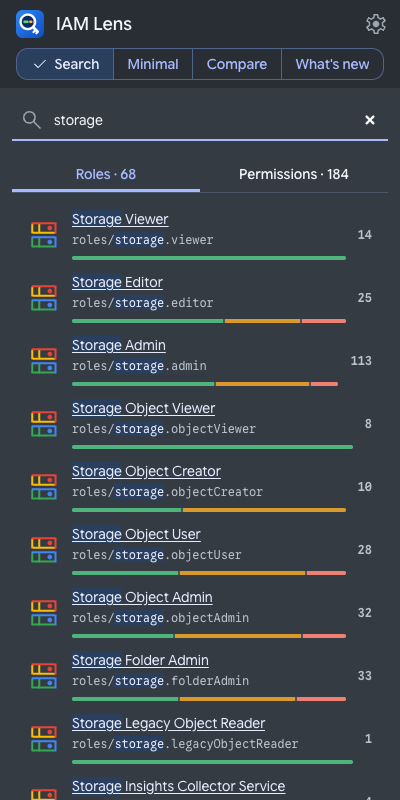 IAM Lens
Search
Minimal
Compare
What's new
storage
Roles · 68
Permissions · 184
Storage Viewer
roles/storage.viewer
14
Storage Editor
roles/storage.editor
25
Storage Admin
roles/storage.admin
113
Storage Object Viewer
roles/storage.objectViewer
8
Storage Object Creator
roles/storage.objectCreator
10
Storage Object User
roles/storage.objectUser
28
Storage Object Admin
roles/storage.objectAdmin
32
Storage Folder Admin
roles/storage.folderAdmin
33
Storage Legacy Object Reader
roles/storage.legacyObjectReader
1
Storage Insights Collector Service